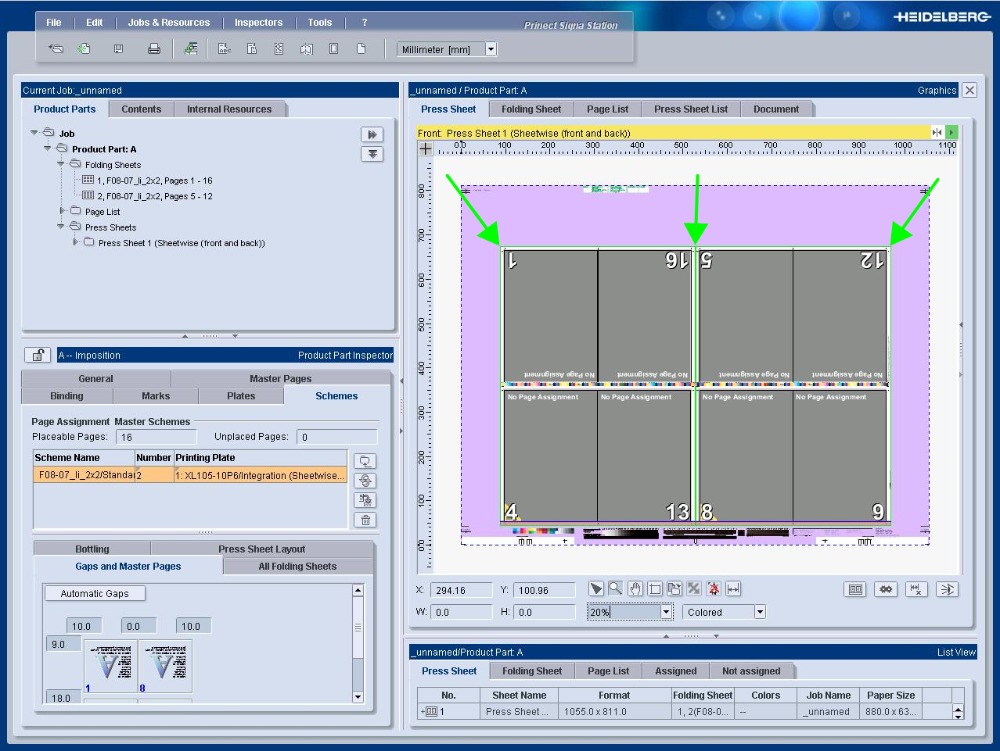 File Edit Jobs & Resources Inspectors Tools ?
Prinect Signa Station
HEIDELBERG
Millimeter [mm]
Current Job:_unnamed
Product Parts Contents Internal Resources
Job
Product Part: A
Folding Sheets
1, F08-07_li_2x2, Pages 1 - 16
2, F08-07_li_2x2, Pages 5 - 12
Page List
Press Sheets
Press Sheet 1 (Sheetwise (front and back))
A -- Imposition Product Part Inspector
General Master Pages
Binding Marks Plates Schemes
Page Assignment Master Schemes
Placeable Pages: 16 Unplaced Pages: 0
Scheme Name Number Printing Plate
F08-07_li_2x2/Standar 2 1: XL105-10P6/Integration (Sheetwise...
Bottling Press Sheet Layout
Gaps and Master Pages All Folding Sheets
Automatic Gaps
10.0 0.0 10.0
9.0
1 8
18.0
_unnamed / Product Part: A Graphics
Press Sheet Folding Sheet Page List Press Sheet List Document
Front: Press Sheet 1 (Sheetwise (front and back))
0.0 100 200 300 400 500 600 700 800 900 1000 1100
800
700
600
500
400
300
200
100
0.0
1 16 5 12
No Page Assignment No Page Assignment No Page Assignment No Page Assignment
No Page Assignment No Page Assignment No Page Assignment No Page Assignment
4 13 8 9
X: 294.16 Y: 100.96
W: 0.0 H: 0.0 20% Colored
_unnamed/Product Part: A List View
Press Sheet Folding Sheet Page List Assigned Not assigned
No. Sheet Name Format Folding Sheet Colors Job Name Paper Size
1 Press Sheet ... 1055.0 x 811.0 1, 2(F08-0... -- _unnamed 880.0 x 63...